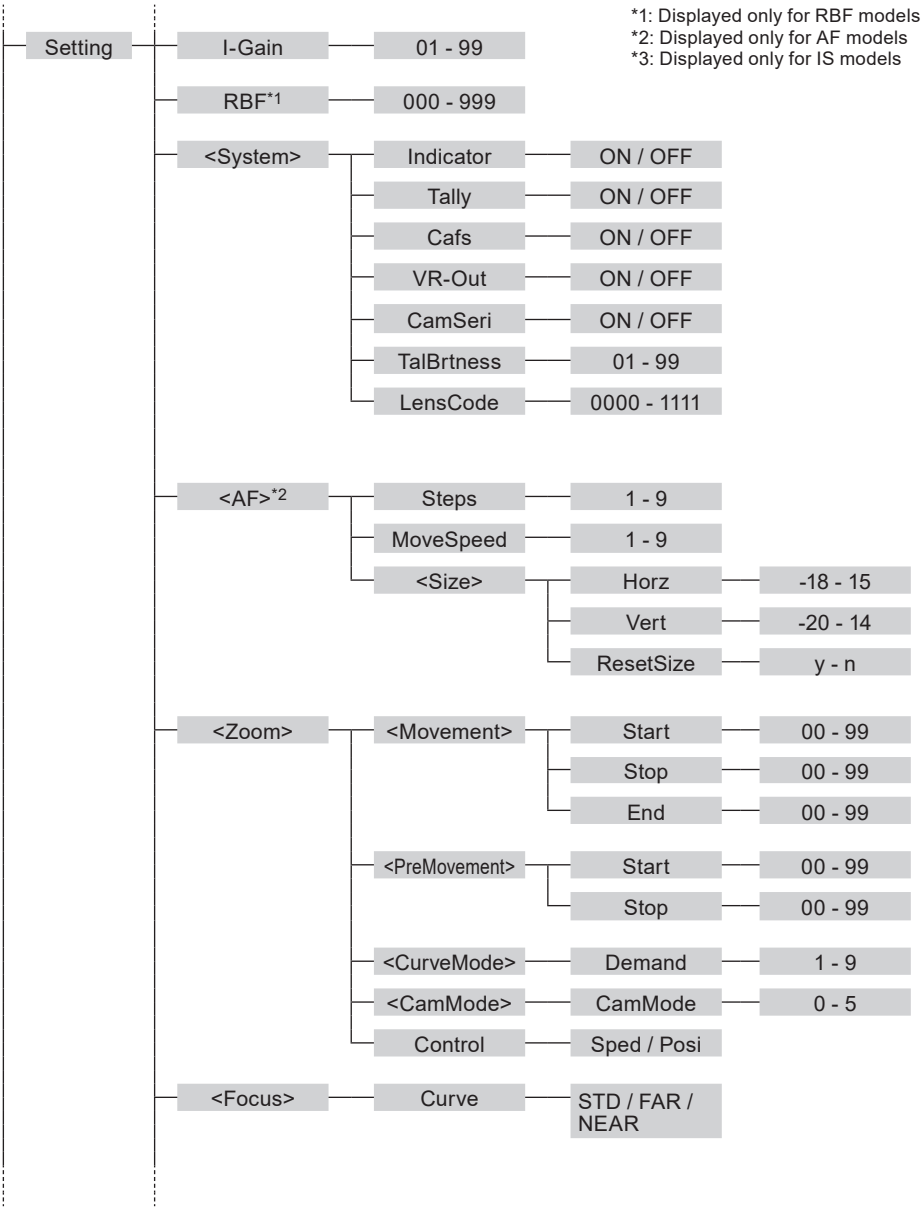 *1: Displayed only for RBF models
*2: Displayed only for AF models
*3: Displayed only for IS models
Setting I-Gain 01 - 99
RBF*1 000 - 999
<System> Indicator ON / OFF
Tally ON / OFF
Cafs ON / OFF
VR-Out ON / OFF
CamSeri ON / OFF
TalBrtness 01 - 99
LensCode 0000 - 1111
<AF>*2 Steps 1 - 9
MoveSpeed 1 - 9
<Size> Horz -18 - 15
Vert -20 - 14
ResetSize y - n
<Zoom> <Movement> Start 00 - 99
Stop 00 - 99
End 00 - 99
<PreMovement> Start 00 - 99
Stop 00 - 99
<CurveMode> Demand 1 - 9
<CamMode> CamMode 0 - 5
Control Sped / Posi
<Focus> Curve STD / FAR /
NEAR